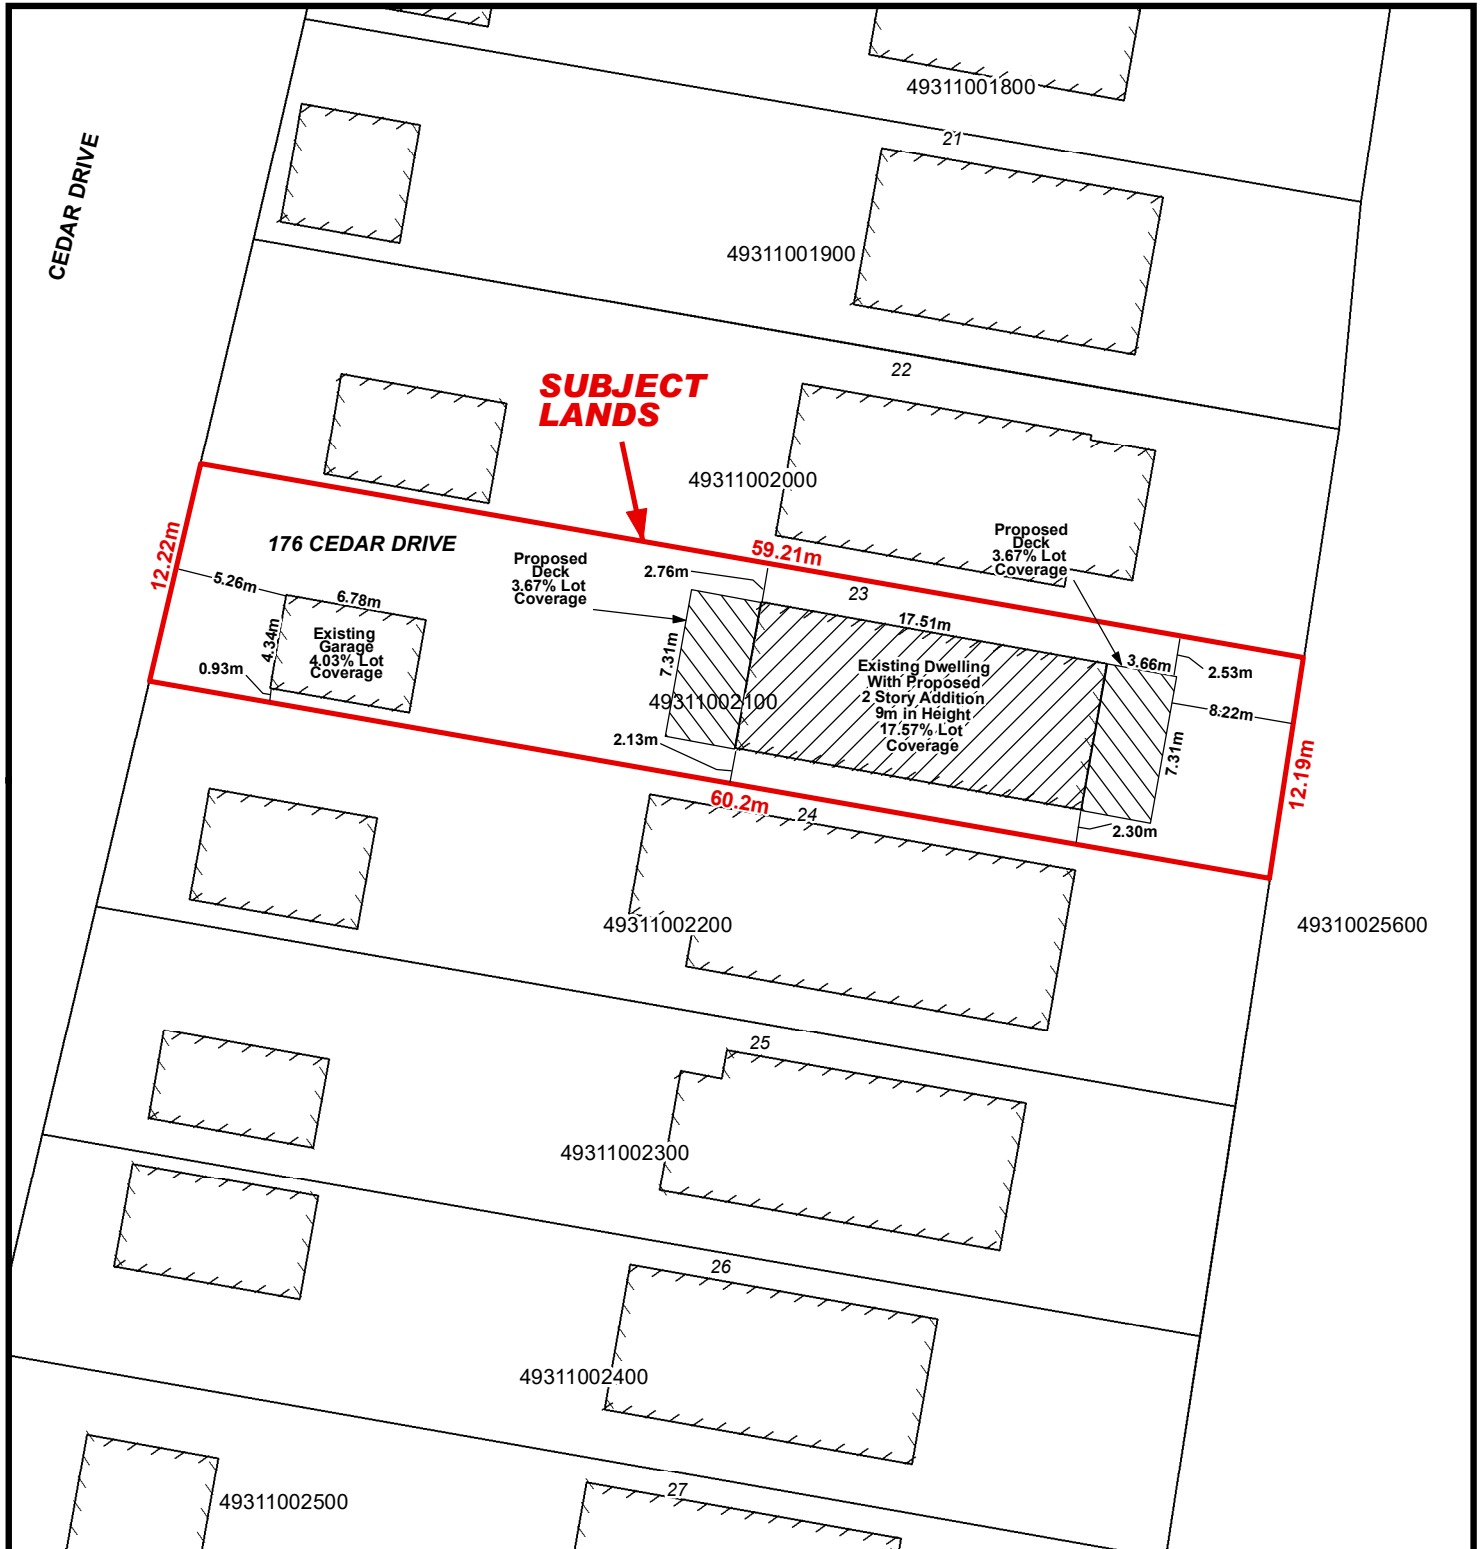 49311001800
21
CEDAR DRIVE
49311001900
22
SUBJECT
LANDS
49311002000
176 CEDAR DRIVE
12.22m
59.21m
Proposed
Deck
3.67% Lot
Coverage
Proposed
Deck
3.67% Lot
Coverage
5.26m
6.78m
2.76m
23
17.51m
4.34m
Existing
Garage
4.03% Lot
Coverage
0.93m
7.31m
49311002100
Existing Dwelling
With Proposed
2 Story Addition
9m in Height
17.57% Lot
Coverage
3.66m
2.53m
8.22m
7.31m
12.19m
2.13m
60.2m
24
2.30m
49311002200
49310025600
25
49311002300
26
49311002400
27
49311002500